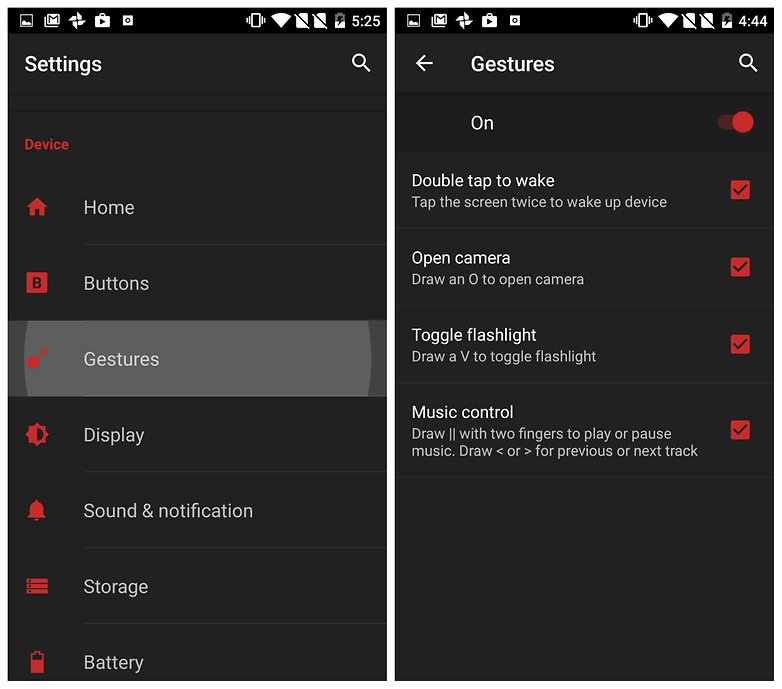 5:25
Settings
Device
Home
B
Buttons
Gestures
Display
Sound & notification
Storage
Battery
4:44
Gestures
On
Double tap to wake
Tap the screen twice to wake up device
Open camera
Draw an O to open camera
Toggle flashlight
Draw a V to toggle flashlight
Music control
Draw || with two fingers to play or pause
music. Draw < or > for previous or next track